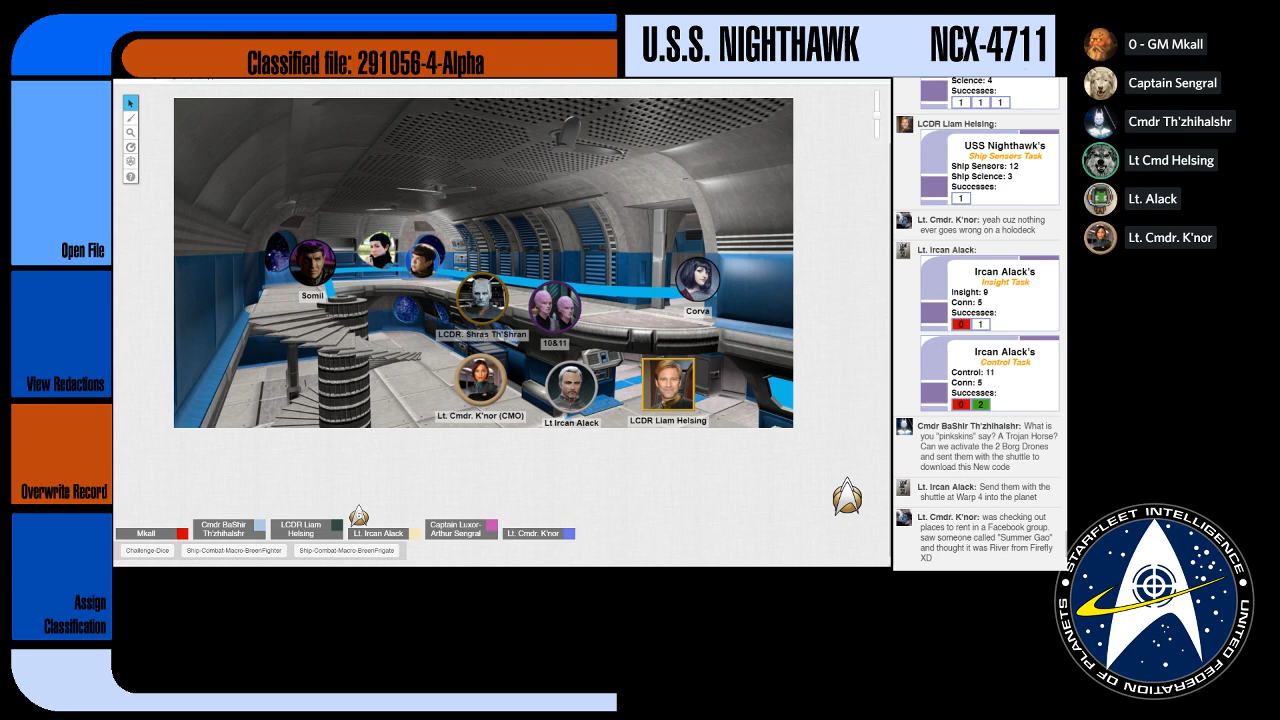 Classified file: 291056-4-Alpha
U.S.S. NIGHTHAWK
NCX-4711
Open File
View Redactions
Overwrite Record
Assign
Classification
Somil
LCDR. Shras Th'Shran
10&11
Corva
Lt. Cmdr. K'nor (CMO)
Lt Ircan Alack
LCDR Liam Helsing
Mkall
Cmdr BaShir
Th'zhihalshr
LCDR Liam
Helsing
Lt. Ircan Alack
Captain Luxor-
Arthur Sengral
Lt. Cmdr. K'nor
Challenge-Dice
Ship-Combat-Macro-BreenFighter
Ship-Combat-Macro-BreenFrigate
Science: 4
Successes:
1 1 1
LCDR Liam Helsing:
USS Nighthawk's
Ship Sensors Task
Ship Sensors: 12
Ship Science: 3
Successes:
1
Lt. Cmdr. K'nor: yeah cuz nothing
ever goes wrong on a holodeck
Lt. Ircan Alack:
Ircan Alack's
Insight Task
Insight: 9
Conn: 5
Successes:
0 1
Ircan Alack's
Control Task
Control: 11
Conn: 5
Successes:
0 2
Cmdr BaShir Th'zhihalshr: What is
you "pinkskins" say? A Trojan Horse?
Can we activate the 2 Borg Drones
and sent them with the shuttle to
download this New code
Lt. Ircan Alack: Send them with the
shuttle at Warp 4 into the planet
Lt. Cmdr. K'nor: was checking out
places to rent in a Facebook group.
saw someone called "Summer Gao"
and thought it was River from Firefly
XD
0 - GM Mkall
Captain Sengral
Cmdr Th'zhihalshr
Lt Cmd Helsing
Lt. Alack
Lt. Cmdr. K'nor
STARFLEET INTELLIGENCE
UNITED FEDERATION OF PLANETS